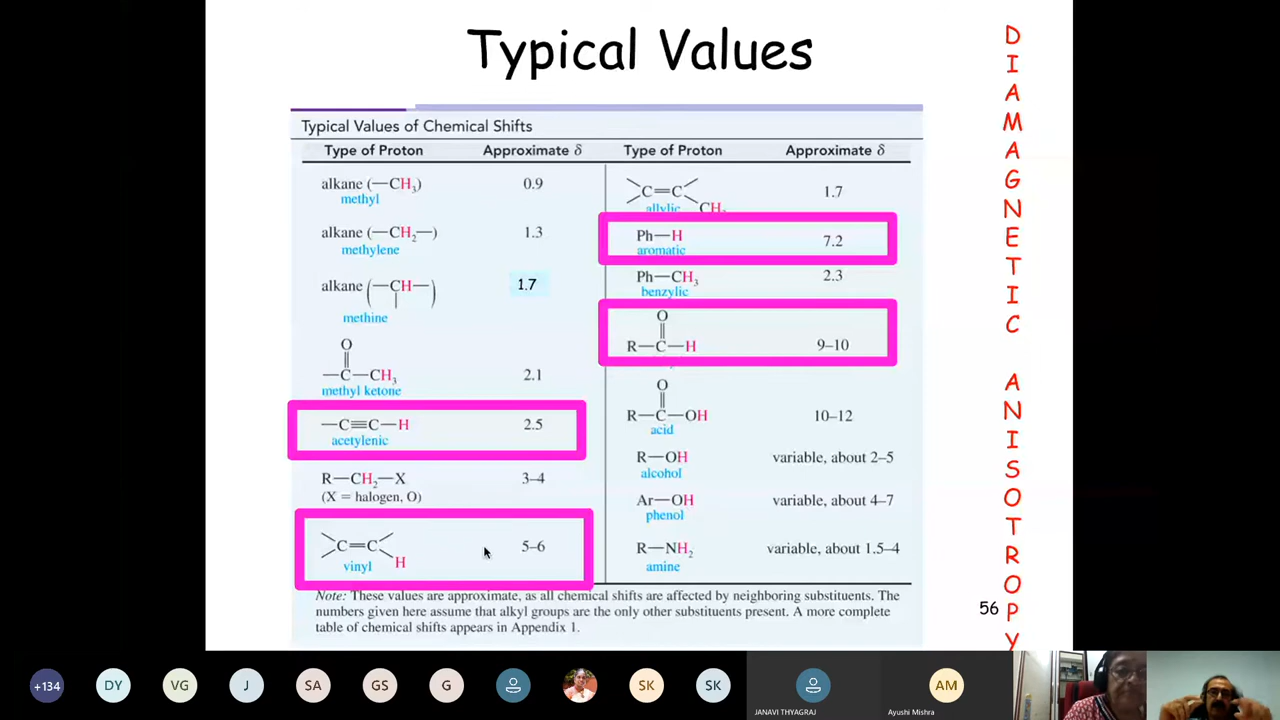 Typical Values
Typical Values of Chemical Shifts
Type of Proton Approximate δ
alkane (—CH₃) 0.9
methyl
alkane (—CH₂—) 1.3
methylene
alkane (—CH—) 1.7
methine
O
—C—CH₃ 2.1
methyl ketone
—C≡C—H 2.5
acetylenic
R—CH₂—X 3–4
(X = halogen, O)
C=C 5–6
H
vinyl
Type of Proton Approximate δ
C=C 1.7
CH₃
allylic
Ph—H 7.2
aromatic
Ph—CH₃ 2.3
benzylic
O
R—C—H 9–10
O
R—C—OH 10–12
acid
R—OH variable, about 2–5
alcohol
Ar—OH variable, about 4–7
phenol
R—NH₂ variable, about 1.5–4
amine
Note: These values are approximate, as all chemical shifts are affected by neighboring substituents. The
numbers given here assume that alkyl groups are the only other substituents present. A more complete
table of chemical shifts appears in Appendix 1.
56
DIAMAGNETIC ANISOTROPY
+134 DY VG J SA GS G SK SK AM
JANAVI THYAGRAJ
Ayushi Mishra